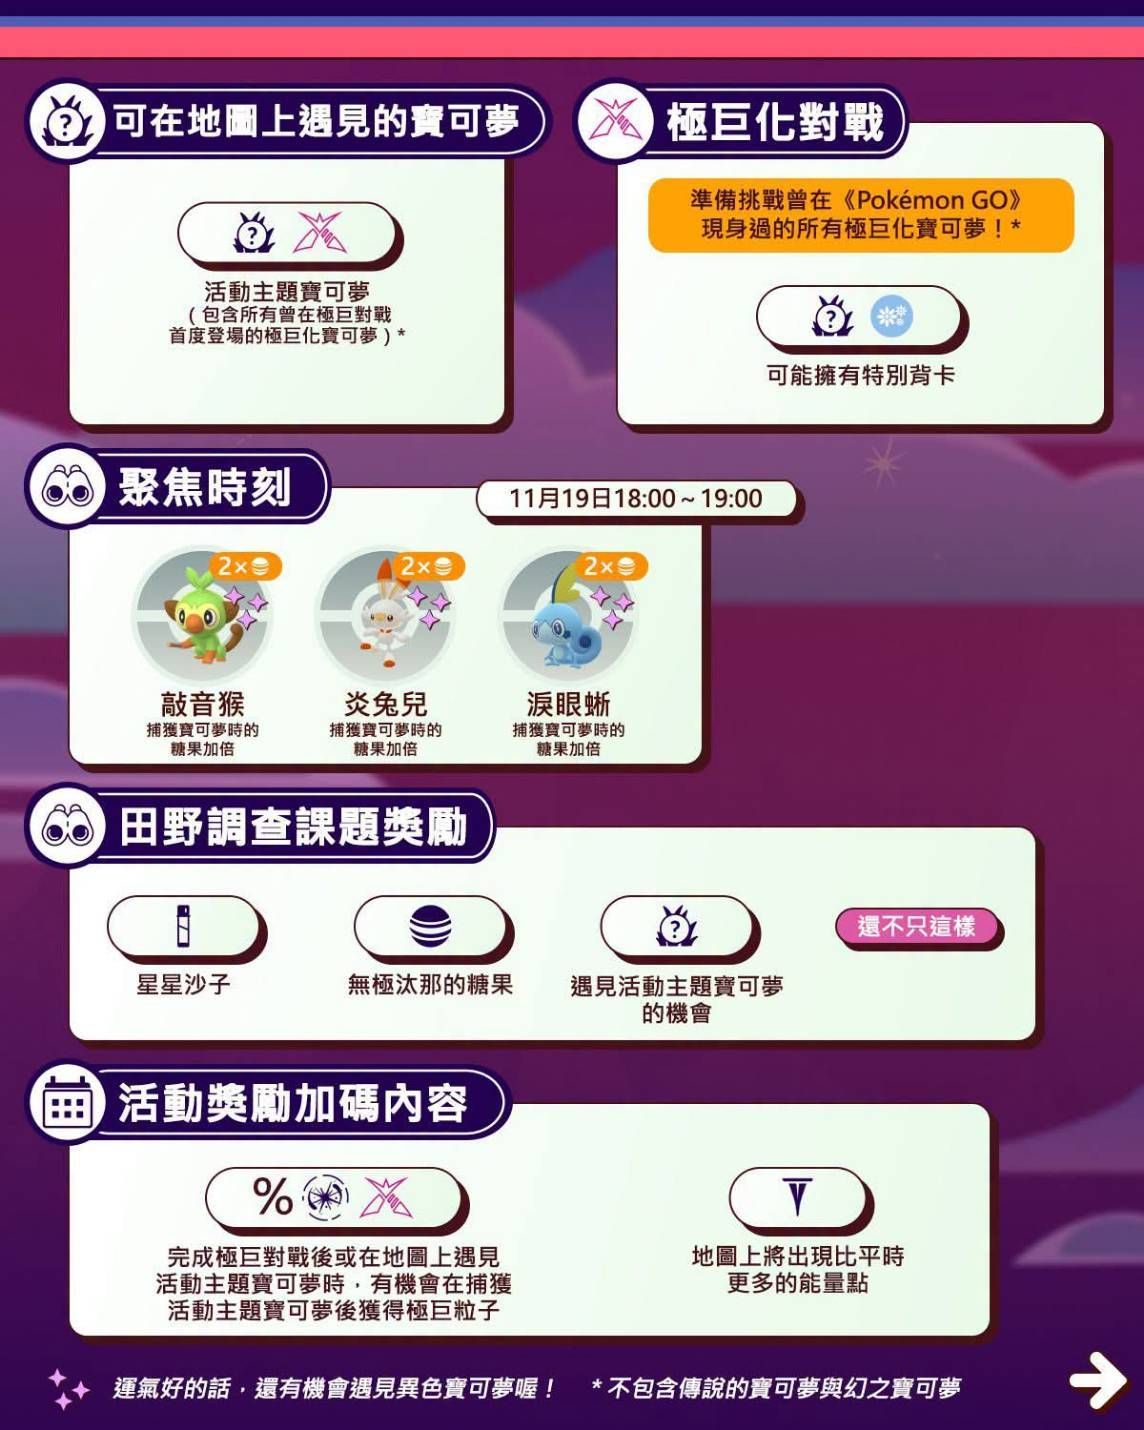 可在地圖上遇見的寶可夢
活動主題寶可夢
（包含所有曾在極巨對戰
首度登場的極巨化寶可夢）*
極巨化對戰
準備挑戰曾在《Pokémon GO》
現身過的所有極巨化寶可夢！*
可能擁有特別背卡
聚焦時刻
11月19日18:00 ~ 19:00
2×
2×
2×
敲音猴
捕獲寶可夢時的
糖果加倍
炎兔兒
捕獲寶可夢時的
糖果加倍
淚眼蜥
捕獲寶可夢時的
糖果加倍
田野調查課題獎勵
星星沙子
無極汰那的糖果
遇見活動主題寶可夢
的機會
還不只這樣
活動獎勵加碼內容
%
完成極巨對戰後或在地圖上遇見
活動主題寶可夢時，有機會在捕獲
活動主題寶可夢後獲得極巨粒子
地圖上將出現比平時
更多的能量點
運氣好的話，還有機會遇見異色寶可夢喔！
*不包含傳說的寶可夢與幻之寶可夢